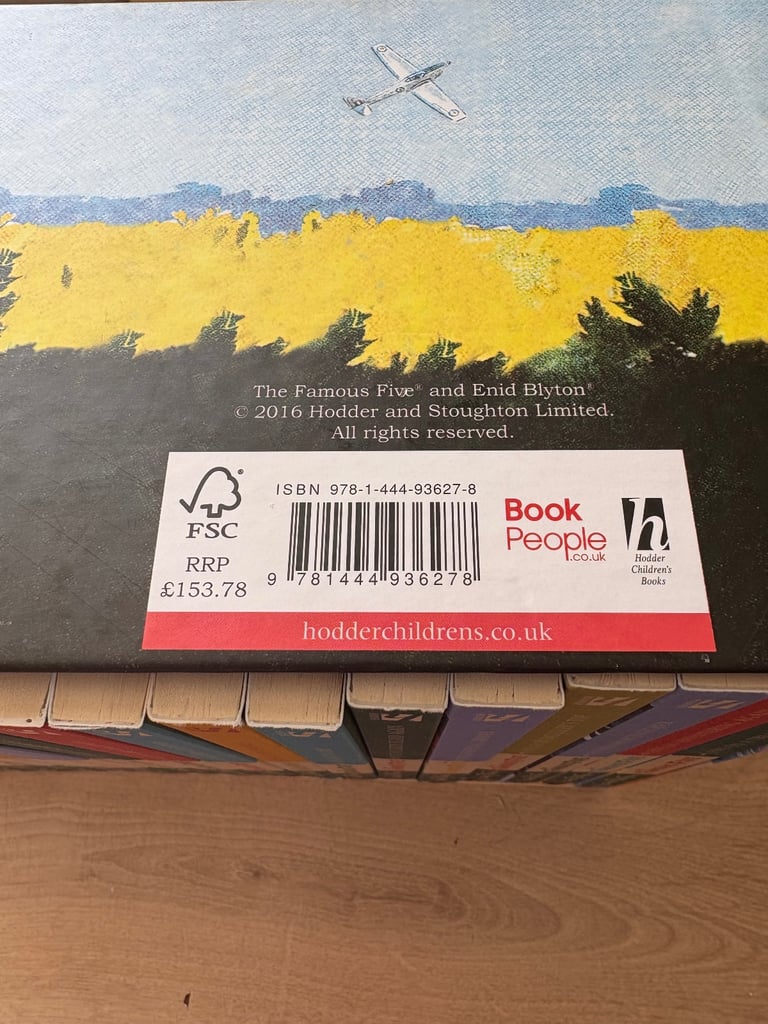 The Famous Five® and Enid Blyton®
© 2016 Hodder and Stoughton Limited.
All rights reserved.
FSC
RRP
£153.78
ISBN 978-1-444-93627-8
9 781444 936278
Book
People
.co.uk
h
Hodder
Children's
Books
hodderchildrens.co.uk